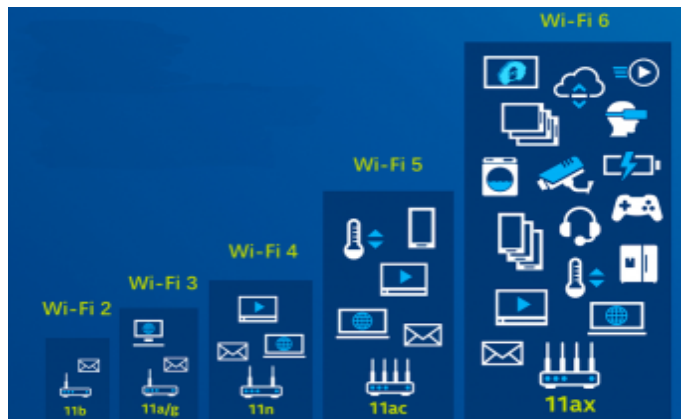 Wi-Fi 6
Wi-Fi 5
Wi-Fi 4
Wi-Fi 3
Wi-Fi 2
11b
11a/g
11n
11ac
11ax